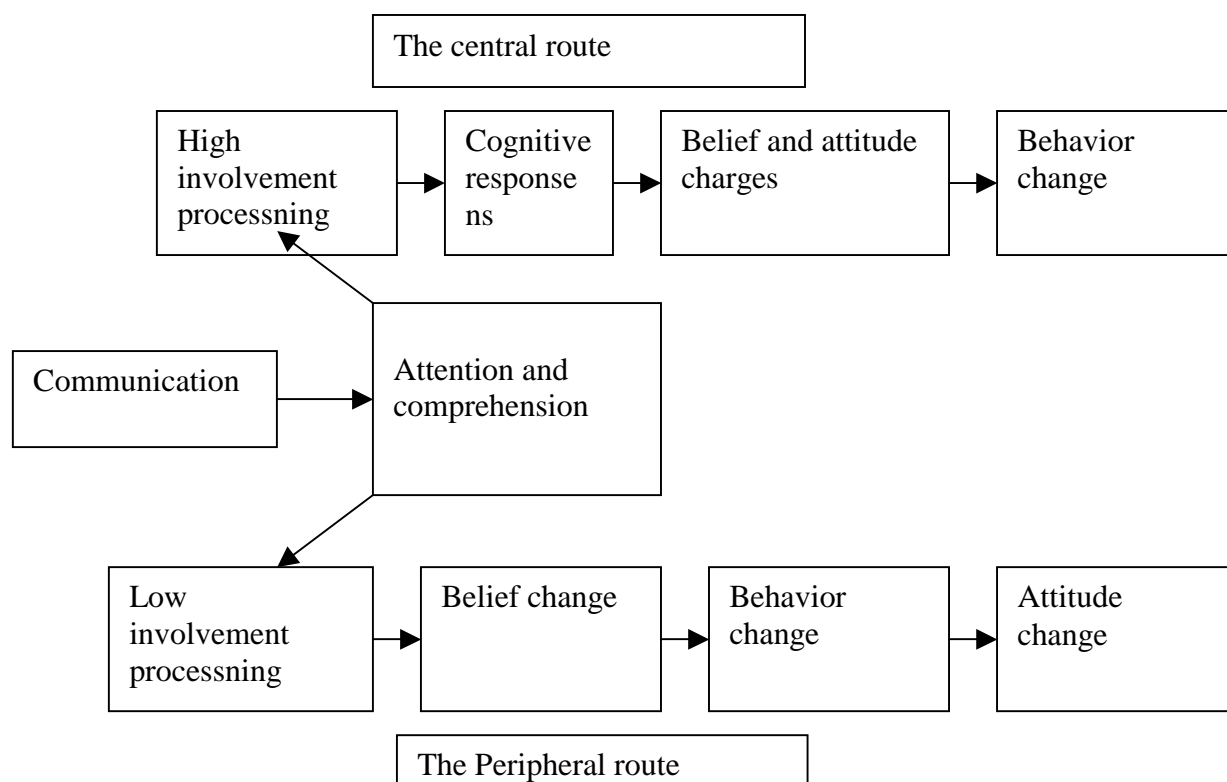 The central route
High
involvement
processning
Cognitive
response
ns
Belief and attitude
charges
Behavior
change
Communication
Attention and
comprehension
Low
involvement
processning
Belief change
Behavior
change
Attitude
change
The Peripheral route